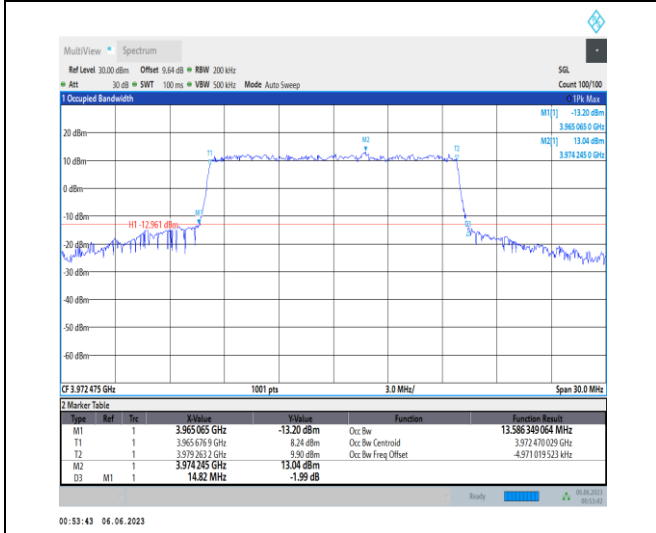 MultiView Spectrum
Ref Level 30.00 dBm Offset 9.64 dB RBW 200 kHz SGL
Att 30 dB SWT 100 ms VBW 500 kHz Mode Auto Sweep Count 100/100
1 Occupied Bandwidth 1Pk Max
M1[1] -13.20 dBm
3.965 065 0 GHz
M2[1] 13.04 dBm
3.974 245 0 GHz
20 dBm
M2
T1 T2
10 dBm
0 dBm
-10 dBm
M1
H1 -12.961 dBm
D3
-20 dBm
-30 dBm
-40 dBm
-50 dBm
-60 dBm
CF 3.972 475 GHz 1001 pts 3.0 MHz/ Span 30.0 MHz
2 Marker Table
Type Ref Trc X-Value Y-Value Function Function Result
M1 1 3.965 065 GHz -13.20 dBm Occ Bw 13.586 349 064 MHz
T1 1 3.965 676 9 GHz 8.24 dBm Occ Bw Centroid 3.972 470 029 GHz
T2 1 3.979 263 2 GHz 9.90 dBm Occ Bw Freq Offset -4.971 019 523 kHz
M2 1 3.974 245 GHz 13.04 dBm
D3 M1 1 14.82 MHz -1.99 dB
Ready 06.06.2023
00:53:42
00:53:43 06.06.2023